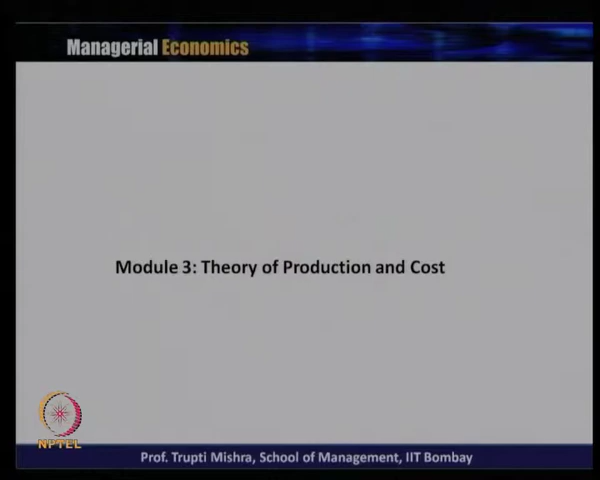 Managerial Economics
Module 3: Theory of Production and Cost
NPTEL
Prof. Trupti Mishra, School of Management, IIT Bombay